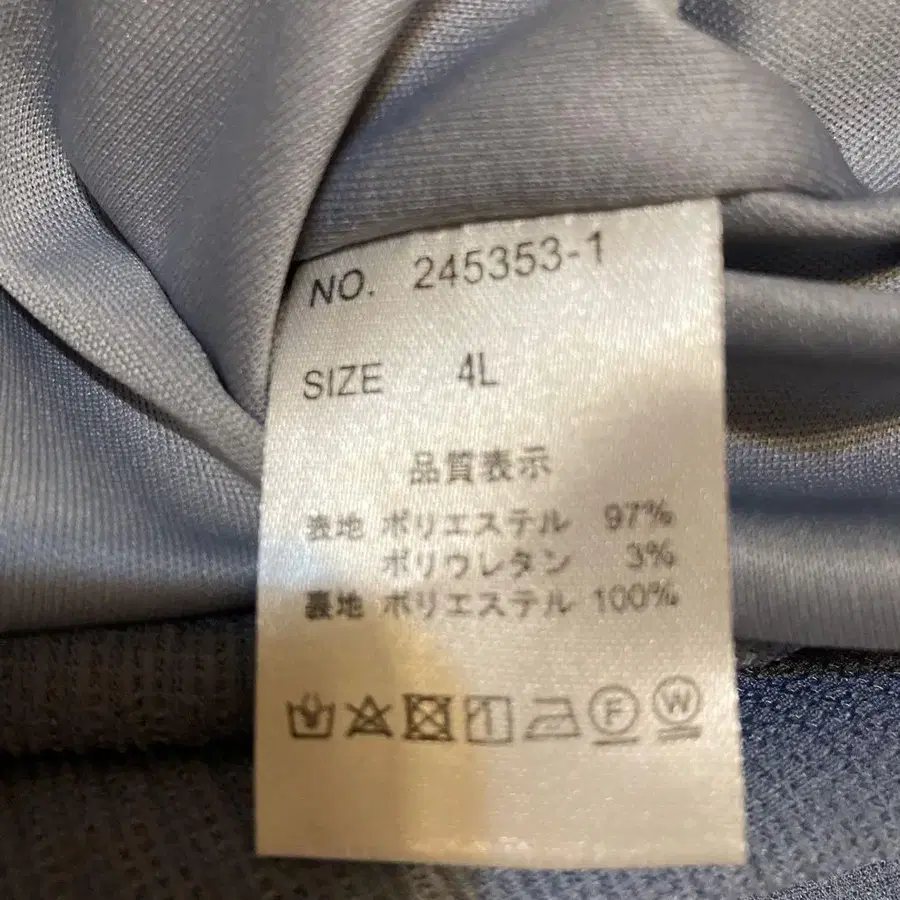 NO. 245353-1
SIZE 4L
品質表示
表地 ポリエステル 97%
ポリウレタン 3%
裏地 ポリエステル 100%
F W